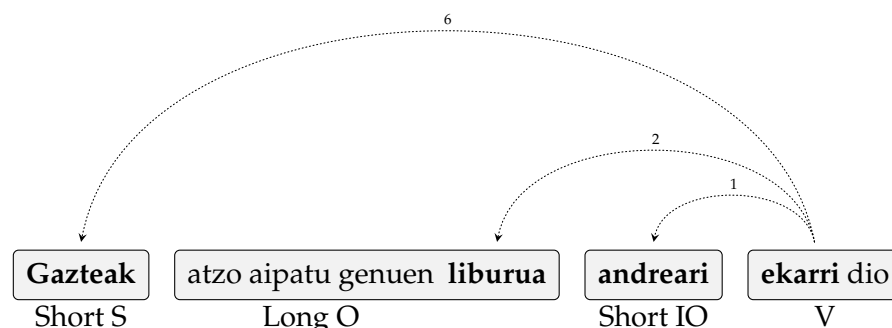 6
2
1
Gazteak atzo aipatu genuen liburua andreari ekarri dio
Short S Long O Short IO V